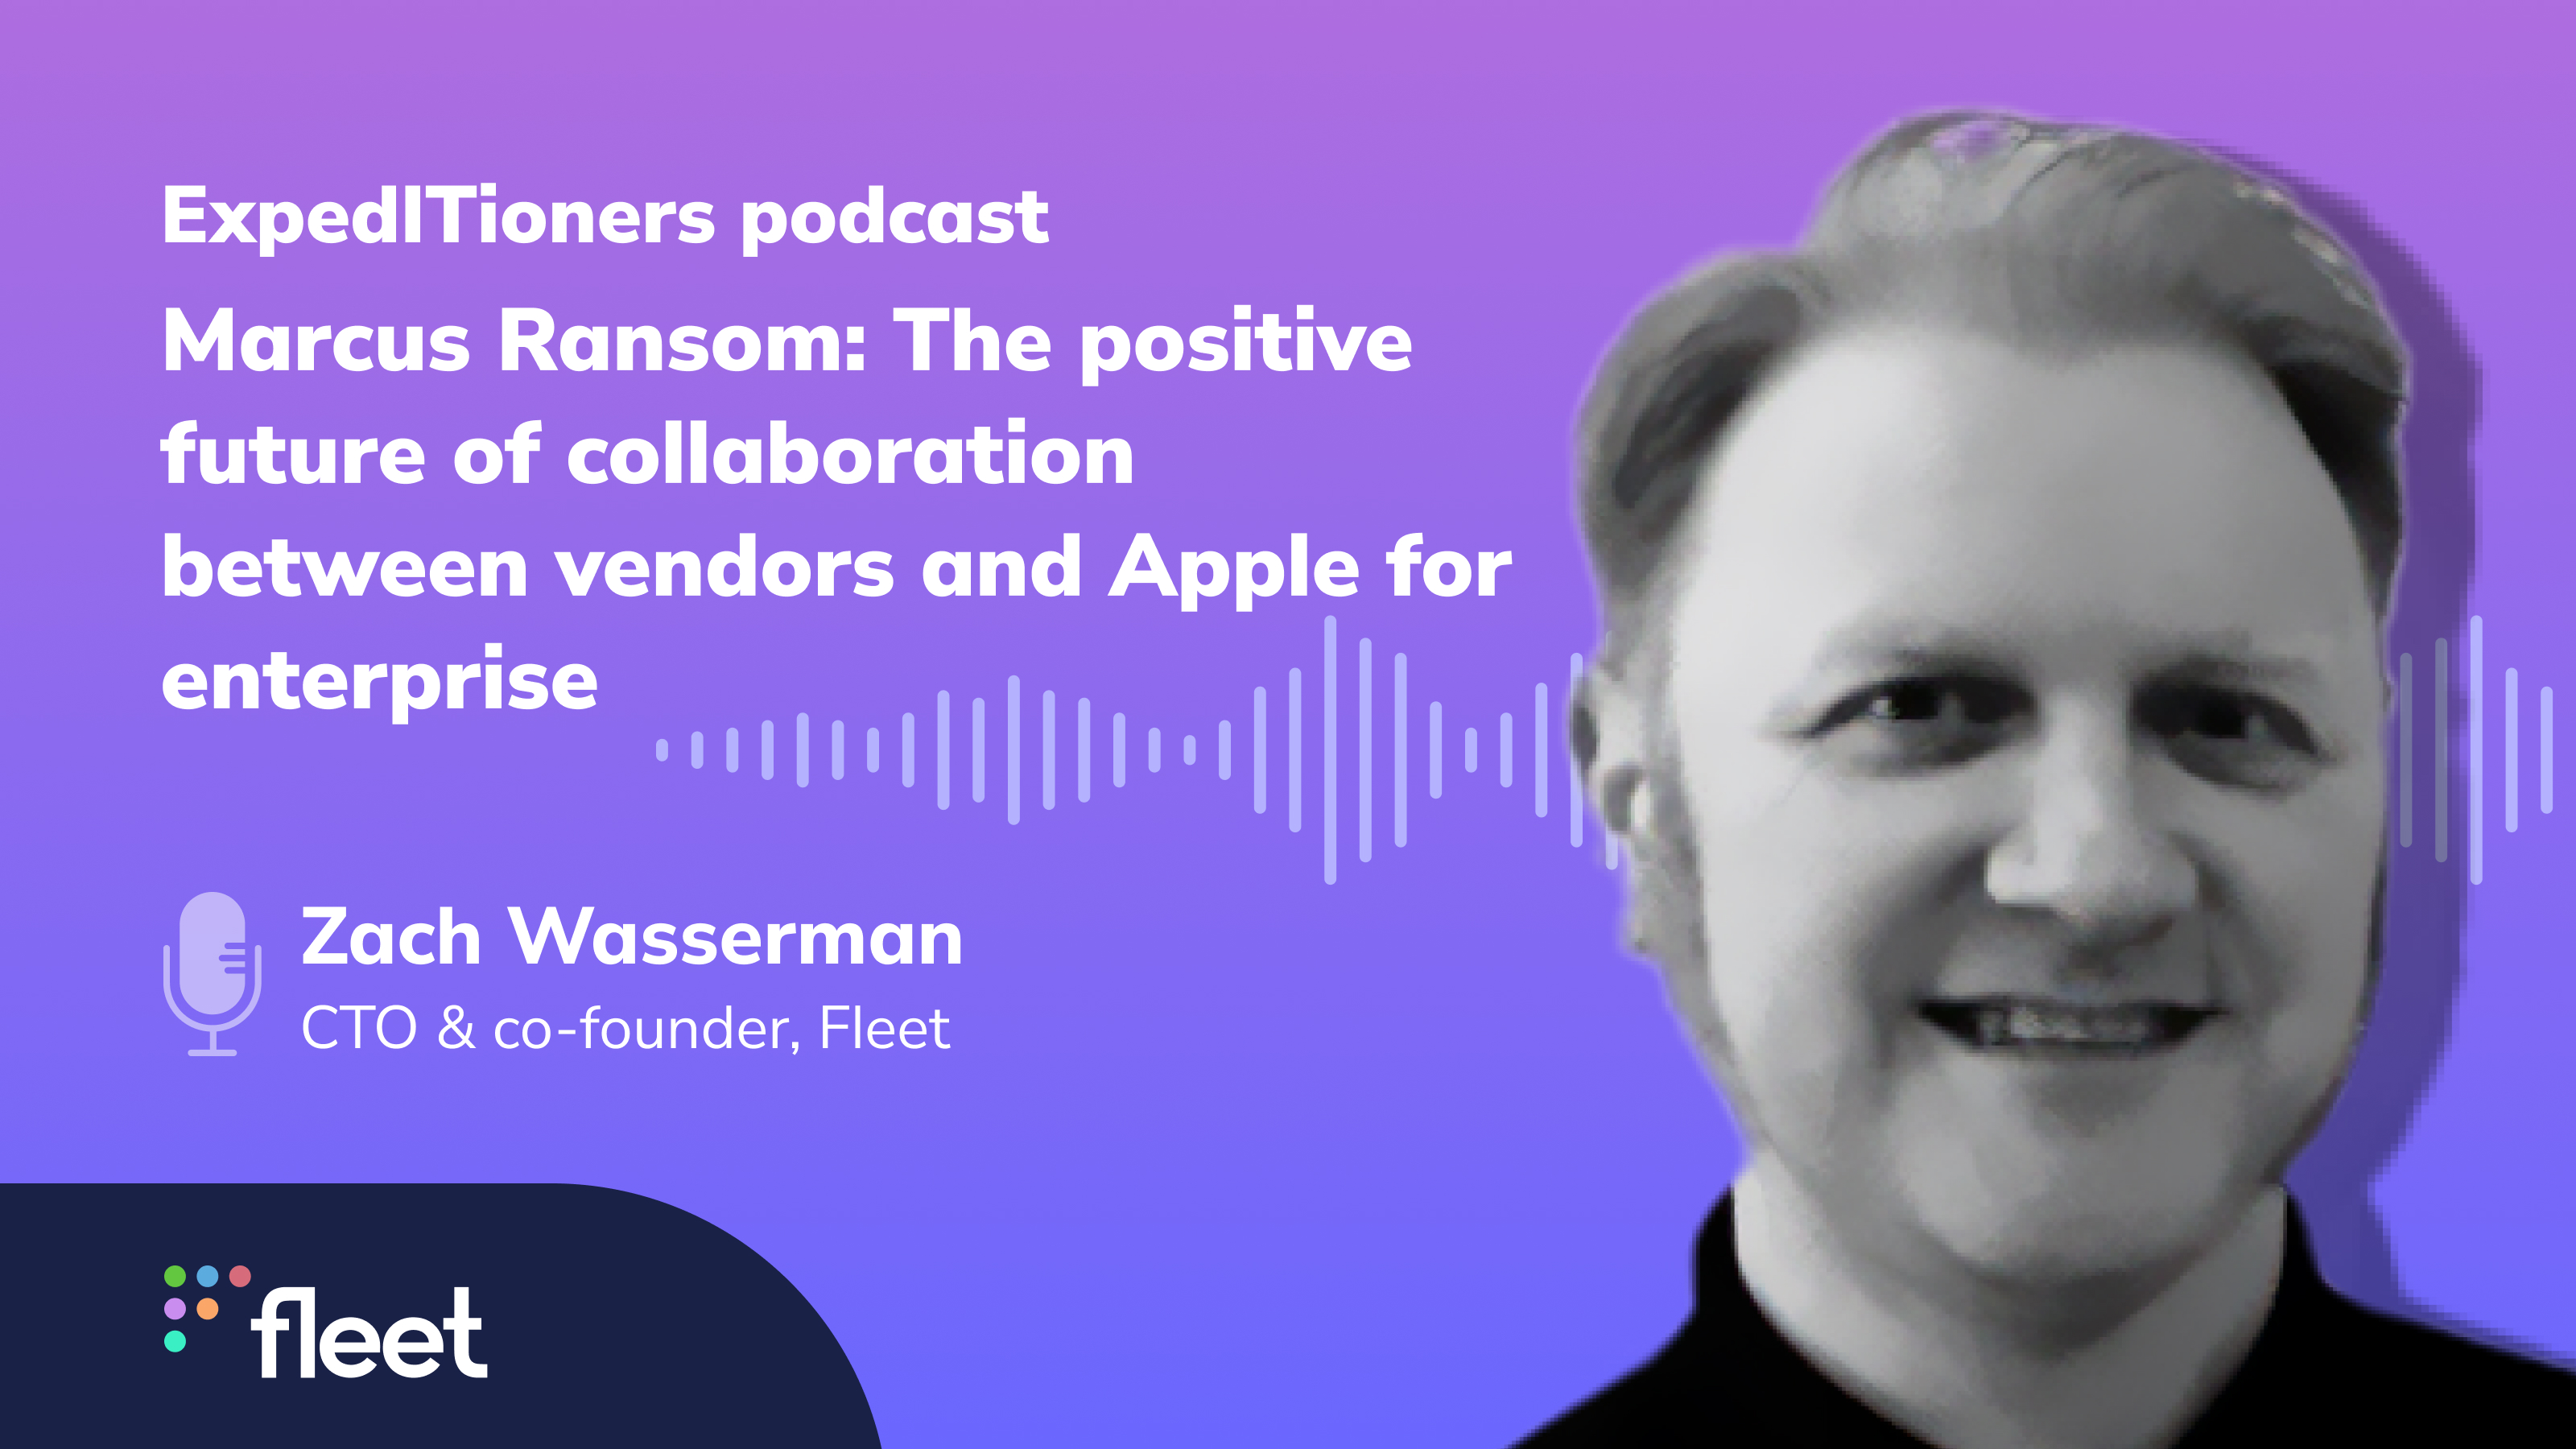 ExpedITioners podcast
Marcus Ransom: The positive
future of collaboration
between vendors and Apple for
enterprise
Zach Wasserman
CTO & co-founder, Fleet
fleet